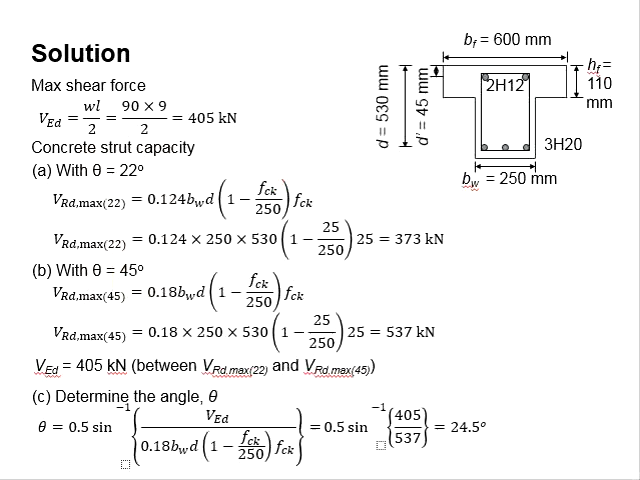 Solution
Max shear force
V_Ed = wl/2 = (90 × 9)/2 = 405 kN
Concrete strut capacity
(a) With θ = 22°
V_Rd,max(22) = 0.124b_w d (1 − f_ck/250) f_ck
V_Rd,max(22) = 0.124 × 250 × 530 (1 − 25/250) 25 = 373 kN
(b) With θ = 45°
V_Rd,max(45) = 0.18b_w d (1 − f_ck/250) f_ck
V_Rd,max(45) = 0.18 × 250 × 530 (1 − 25/250) 25 = 537 kN
V_Ed = 405 kN (between V_Rd,max(22) and V_Rd,max(45))
(c) Determine the angle, θ
θ = 0.5 sin⁻¹ {V_Ed / (0.18b_w d (1 − f_ck/250) f_ck)} = 0.5 sin⁻¹ {405/537} = 24.5°
b_f = 600 mm
d = 530 mm
d' = 45 mm
2H12
h_f =
110
mm
3H20
b_w = 250 mm